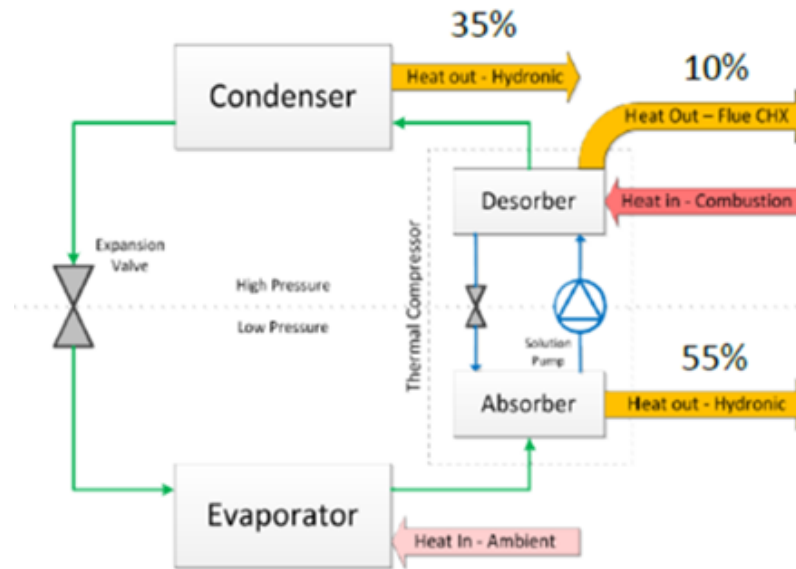 35%
10%
Condenser
Heat out - Hydronic
Heat Out – Flue CHX
Desorber
Heat in - Combustion
Expansion
Valve
High Pressure
Low Pressure
Thermal Compressor
Solution
Pump
55%
Absorber
Heat out - Hydronic
Evaporator
Heat In - Ambient